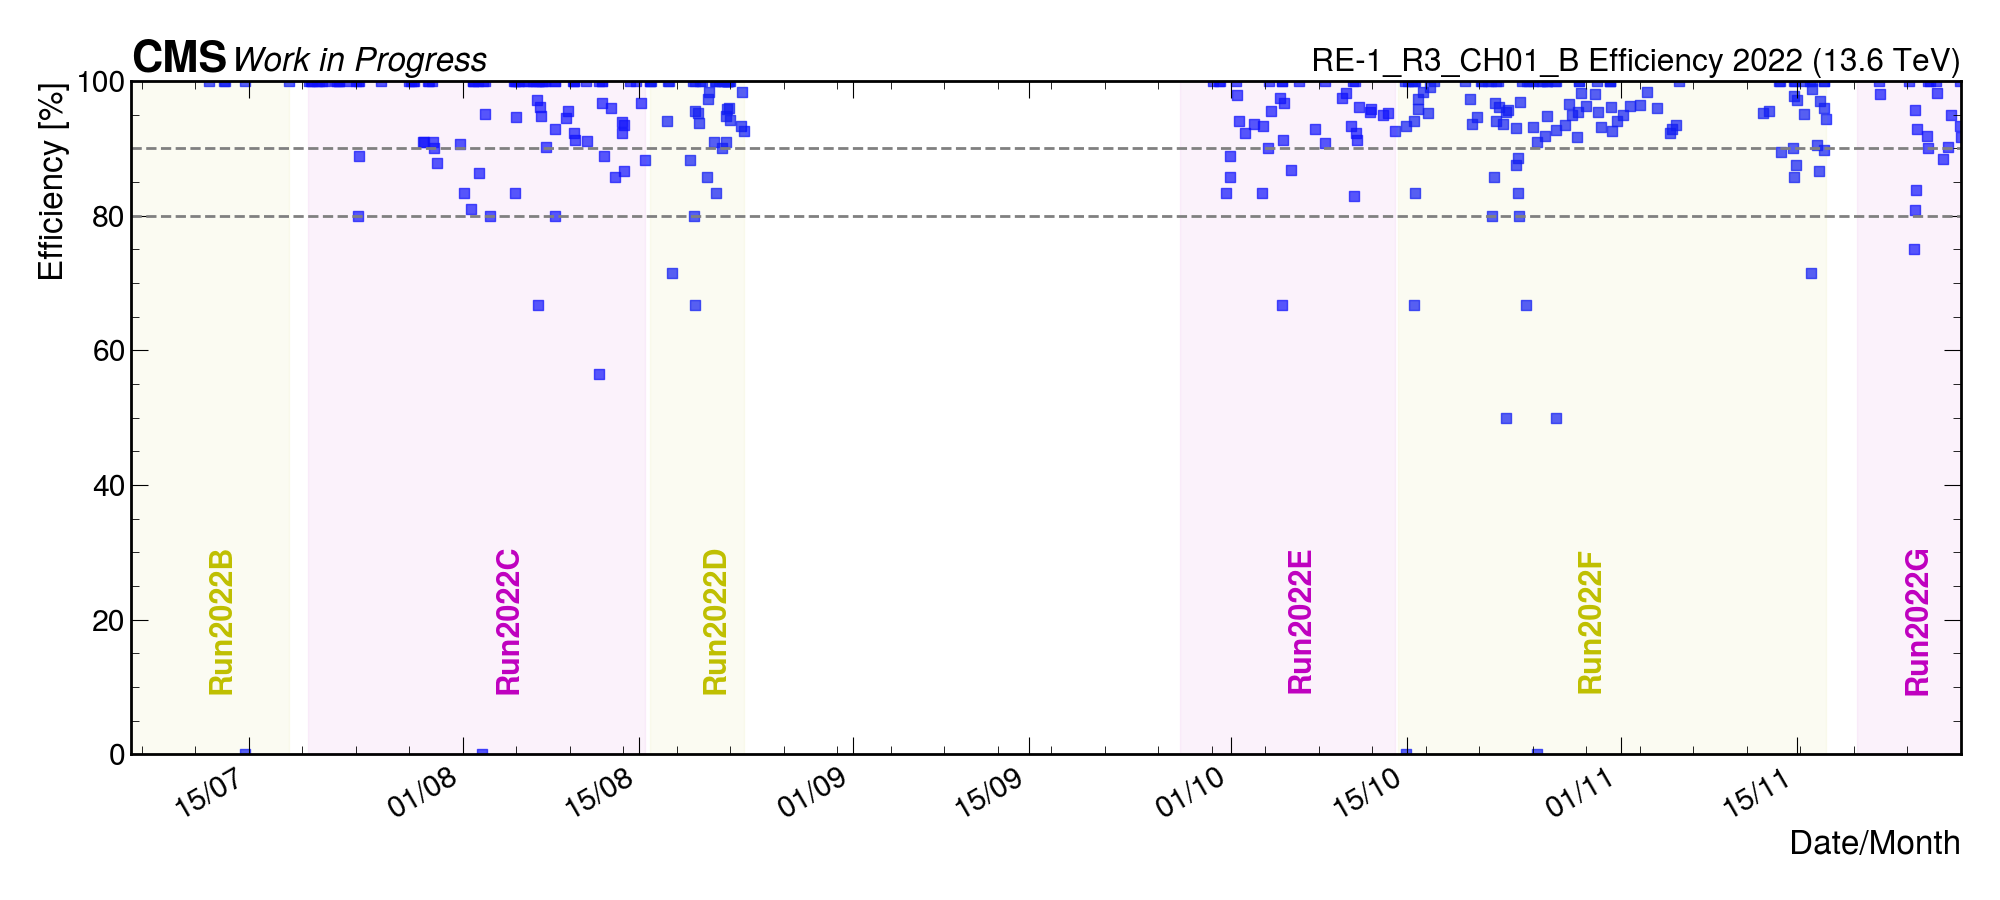 CMS Work in Progress
RE-1_R3_CH01_B Efficiency 2022 (13.6 TeV)
Efficiency [%]
100
80
60
40
20
0
Run2022B
Run2022C
Run2022D
Run2022E
Run2022F
Run2022G
15/07
01/08
15/08
01/09
15/09
01/10
15/10
01/11
15/11
Date/Month